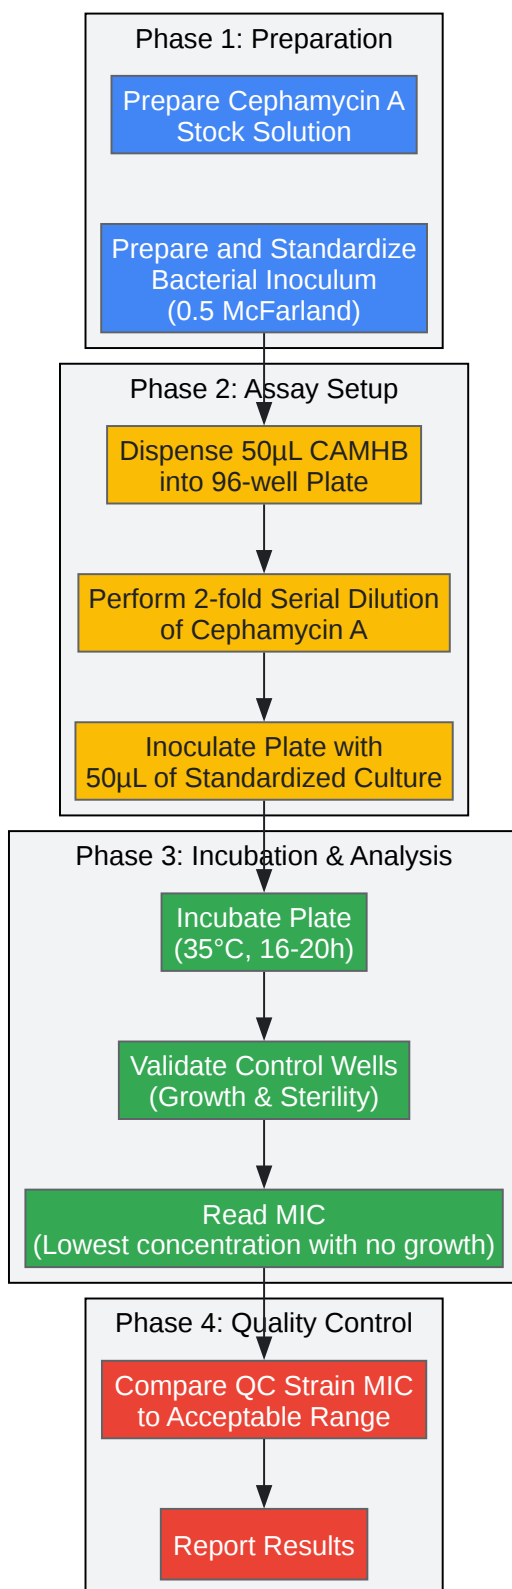 Phase 1: Preparation
Prepare Cephamycin A
Stock Solution
Prepare and Standardize
Bacterial Inoculum
(0.5 McFarland)
Phase 2: Assay Setup
Dispense 50µL CAMHB
into 96-well Plate
Perform 2-fold Serial Dilution
of Cephamycin A
Inoculate Plate with
50µL of Standardized Culture
Phase 3: Incubation & Analysis
Incubate Plate
(35°C, 16-20h)
Validate Control Wells
(Growth & Sterility)
Read MIC
(Lowest concentration with no growth)
Phase 4: Quality Control
Compare QC Strain MIC
to Acceptable Range
Report Results